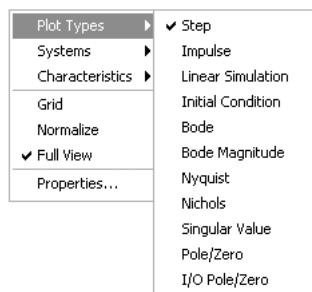 Plot Types
Systems
Characteristics
Grid
Normalize
Full View
Properties...
Step
Impulse
Linear Simulation
Initial Condition
Bode
Bode Magnitude
Nyquist
Nichols
Singular Value
Pole/Zero
I/O Pole/Zero